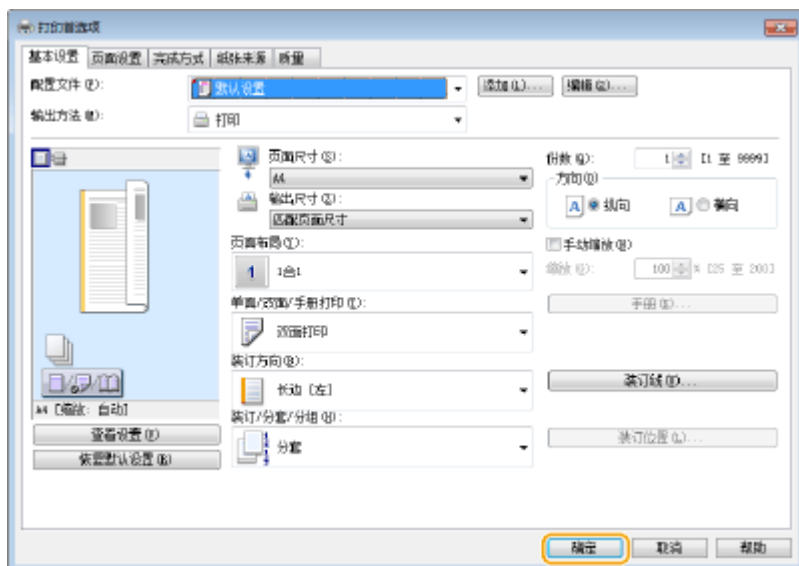 打印首选项
基本设置 页面设置 完成方式 纸张来源 质量
配置文件(F): 默认设置 添加(1)... 编辑(2)...
输出方法(M): 打印
页面尺寸(S):
A4
输出尺寸(Z):
匹配页面尺寸
份数(Q): 1 [1 至 9999]
方向(O)
A 纵向 A 横向
页面布局(Y):
1 1合1
手动缩放(N)
缩放(G): 100 % [25 至 200]
单面/双面/手册打印(I):
双面打印
手册(K)...
装订方向(B):
长边 [左]
装订线(W)...
A4 [缩放: 自动]
装订/分套/分组(H):
分套
装订位置(L)...
查看设置(V)
恢复默认设置(R)
确定 取消 帮助